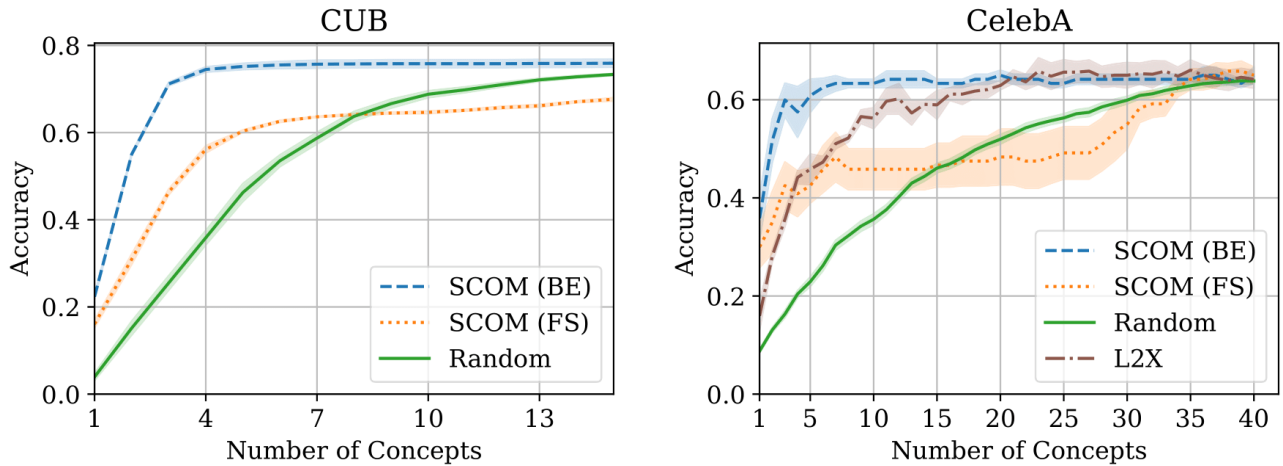 CUB
Accuracy
0.8
0.6
0.4
0.2
0.0
1 4 7 10 13
Number of Concepts
SCOM (BE)
SCOM (FS)
Random
CelebA
Accuracy
0.6
0.4
0.2
0.0
1 5 10 15 20 25 30 35 40
Number of Concepts
SCOM (BE)
SCOM (FS)
Random
L2X